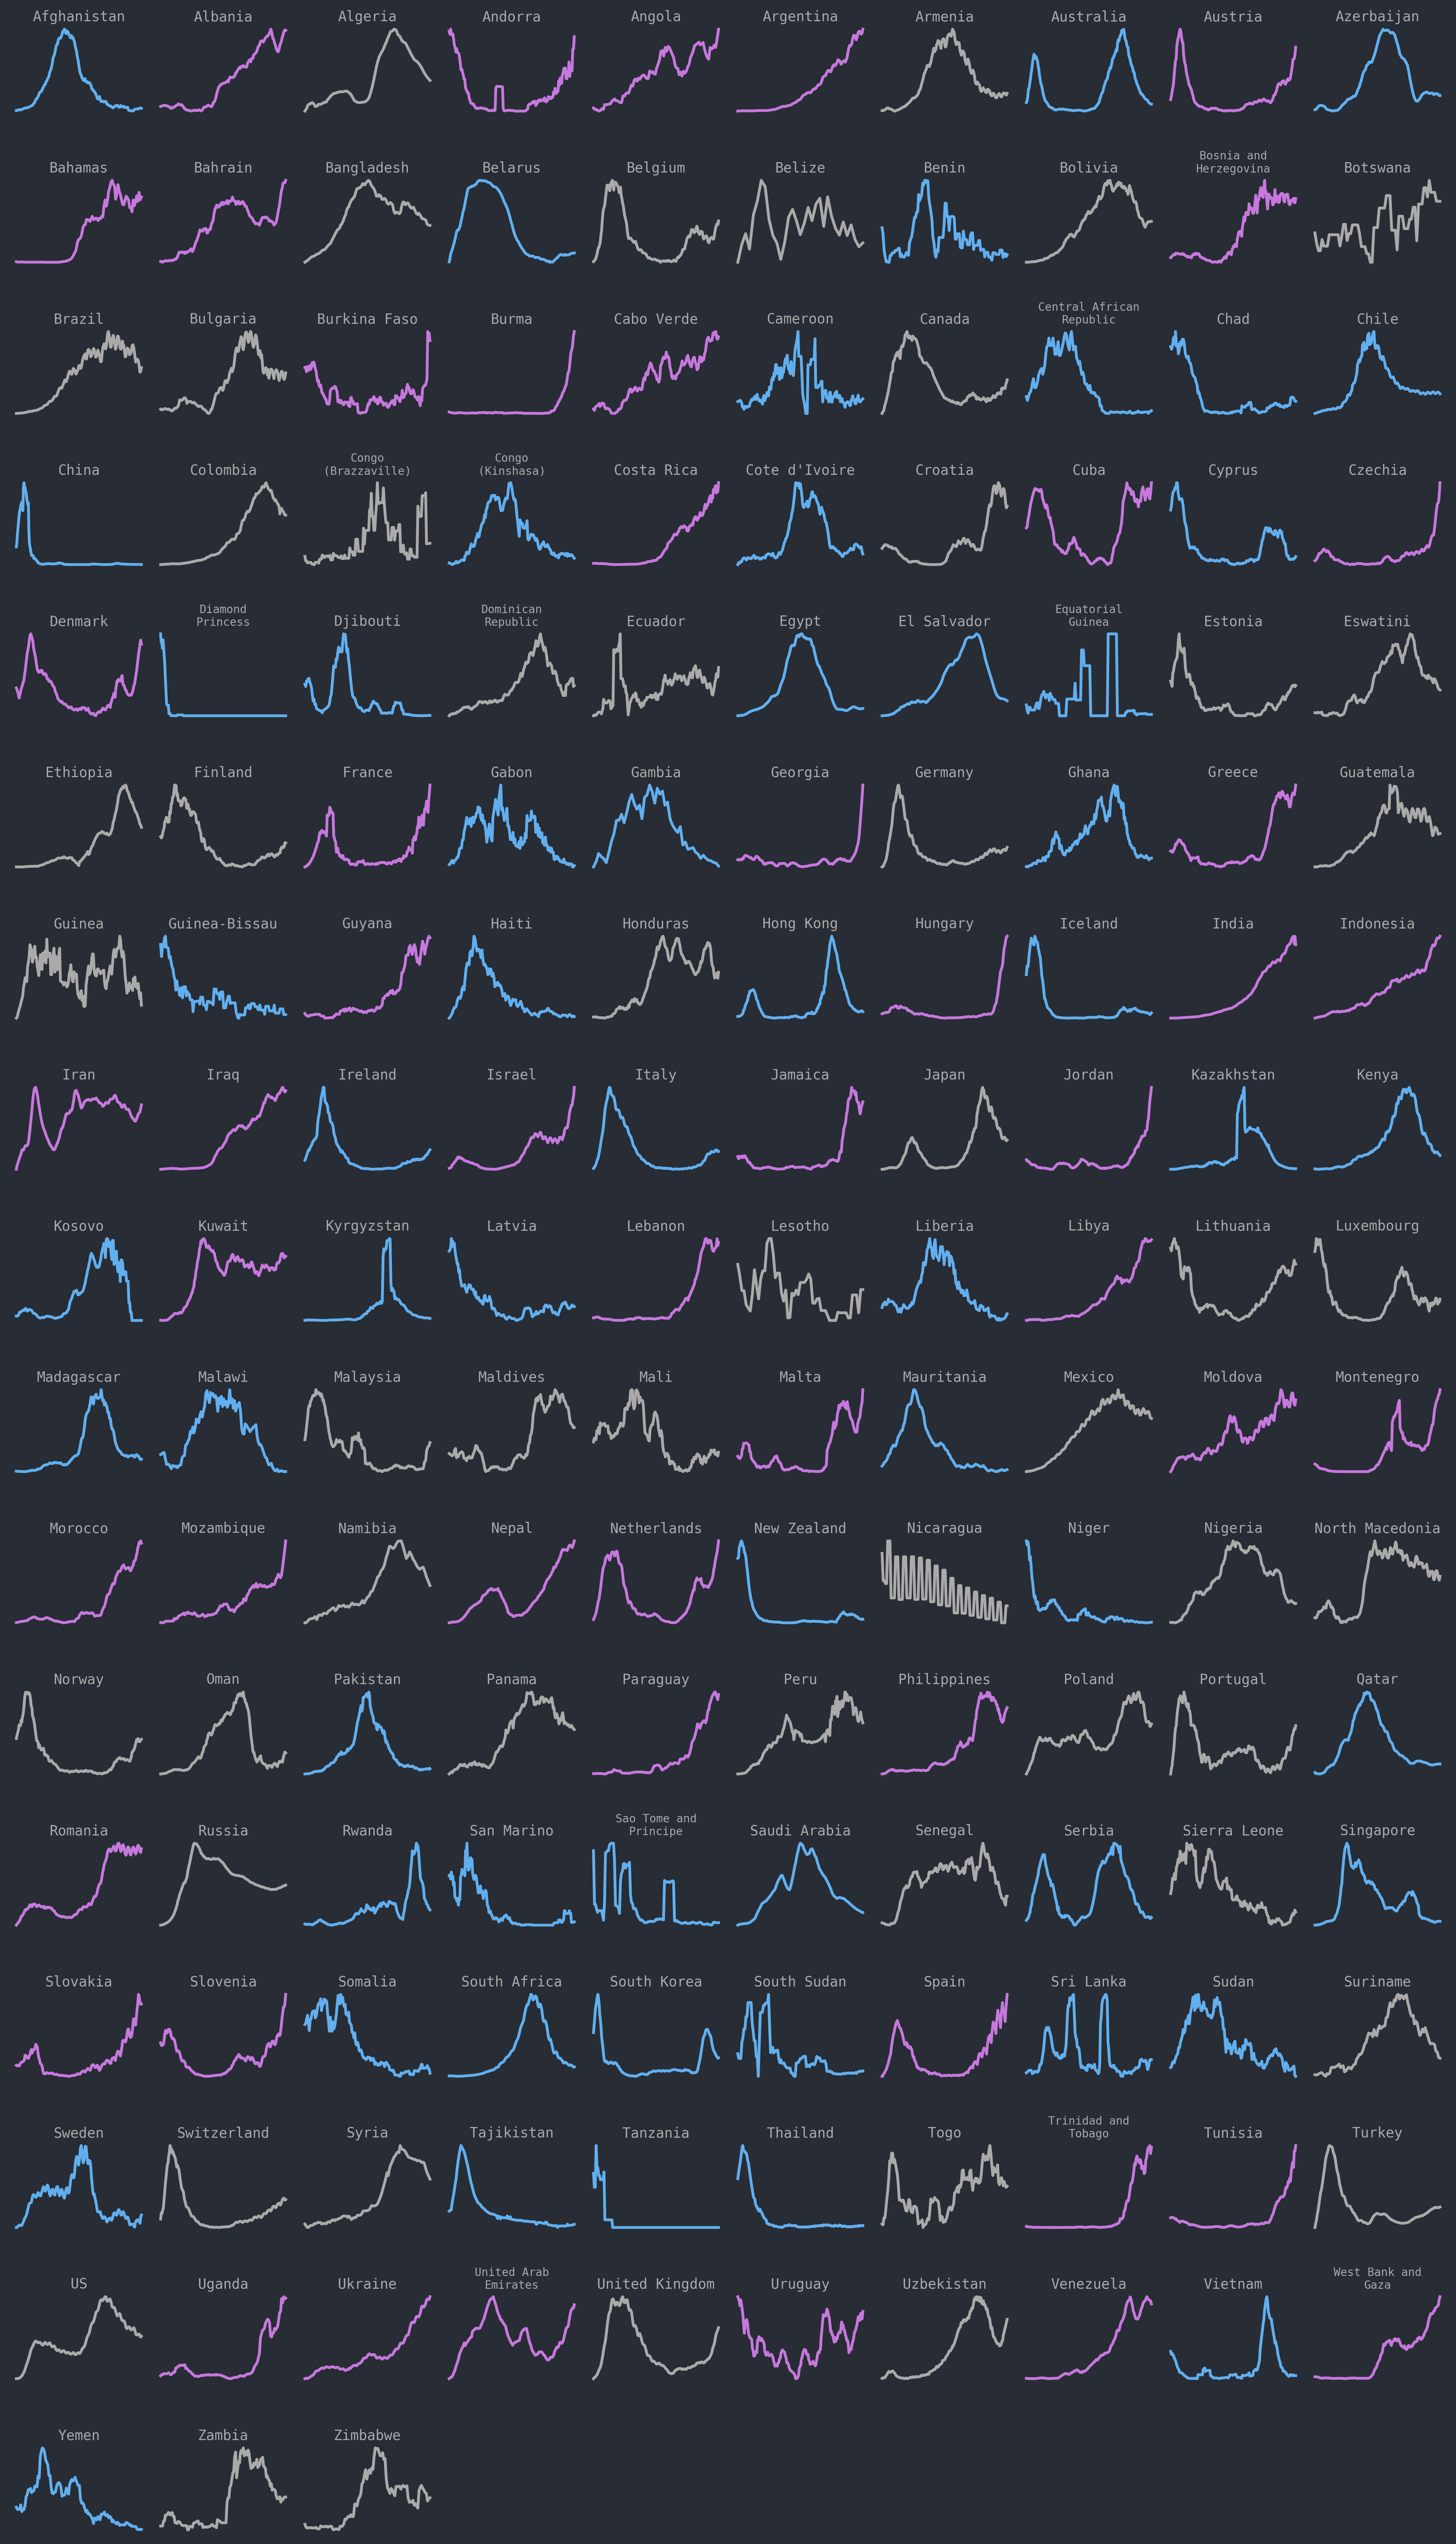 Afghanistan
Albania
Algeria
Andorra
Angola
Argentina
Armenia
Australia
Austria
Azerbaijan
Bahamas
Bahrain
Bangladesh
Belarus
Belgium
Belize
Benin
Bolivia
Bosnia and
Herzegovina
Botswana
Brazil
Bulgaria
Burkina Faso
Burma
Cabo Verde
Cameroon
Canada
Central African
Republic
Chad
Chile
China
Colombia
Congo
(Brazzaville)
Congo
(Kinshasa)
Costa Rica
Cote d'Ivoire
Croatia
Cuba
Cyprus
Czechia
Denmark
Diamond
Princess
Djibouti
Dominican
Republic
Ecuador
Egypt
El Salvador
Equatorial
Guinea
Estonia
Eswatini
Ethiopia
Finland
France
Gabon
Gambia
Georgia
Germany
Ghana
Greece
Guatemala
Guinea
Guinea-Bissau
Guyana
Haiti
Honduras
Hong Kong
Hungary
Iceland
India
Indonesia
Iran
Iraq
Ireland
Israel
Italy
Jamaica
Japan
Jordan
Kazakhstan
Kenya
Kosovo
Kuwait
Kyrgyzstan
Latvia
Lebanon
Lesotho
Liberia
Libya
Lithuania
Luxembourg
Madagascar
Malawi
Malaysia
Maldives
Mali
Malta
Mauritania
Mexico
Moldova
Montenegro
Morocco
Mozambique
Namibia
Nepal
Netherlands
New Zealand
Nicaragua
Niger
Nigeria
North Macedonia
Norway
Oman
Pakistan
Panama
Paraguay
Peru
Philippines
Poland
Portugal
Qatar
Romania
Russia
Rwanda
San Marino
Sao Tome and
Principe
Saudi Arabia
Senegal
Serbia
Sierra Leone
Singapore
Slovakia
Slovenia
Somalia
South Africa
South Korea
South Sudan
Spain
Sri Lanka
Sudan
Suriname
Sweden
Switzerland
Syria
Tajikistan
Tanzania
Thailand
Togo
Trinidad and
Tobago
Tunisia
Turkey
US
Uganda
Ukraine
United Arab
Emirates
United Kingdom
Uruguay
Uzbekistan
Venezuela
Vietnam
West Bank and
Gaza
Yemen
Zambia
Zimbabwe